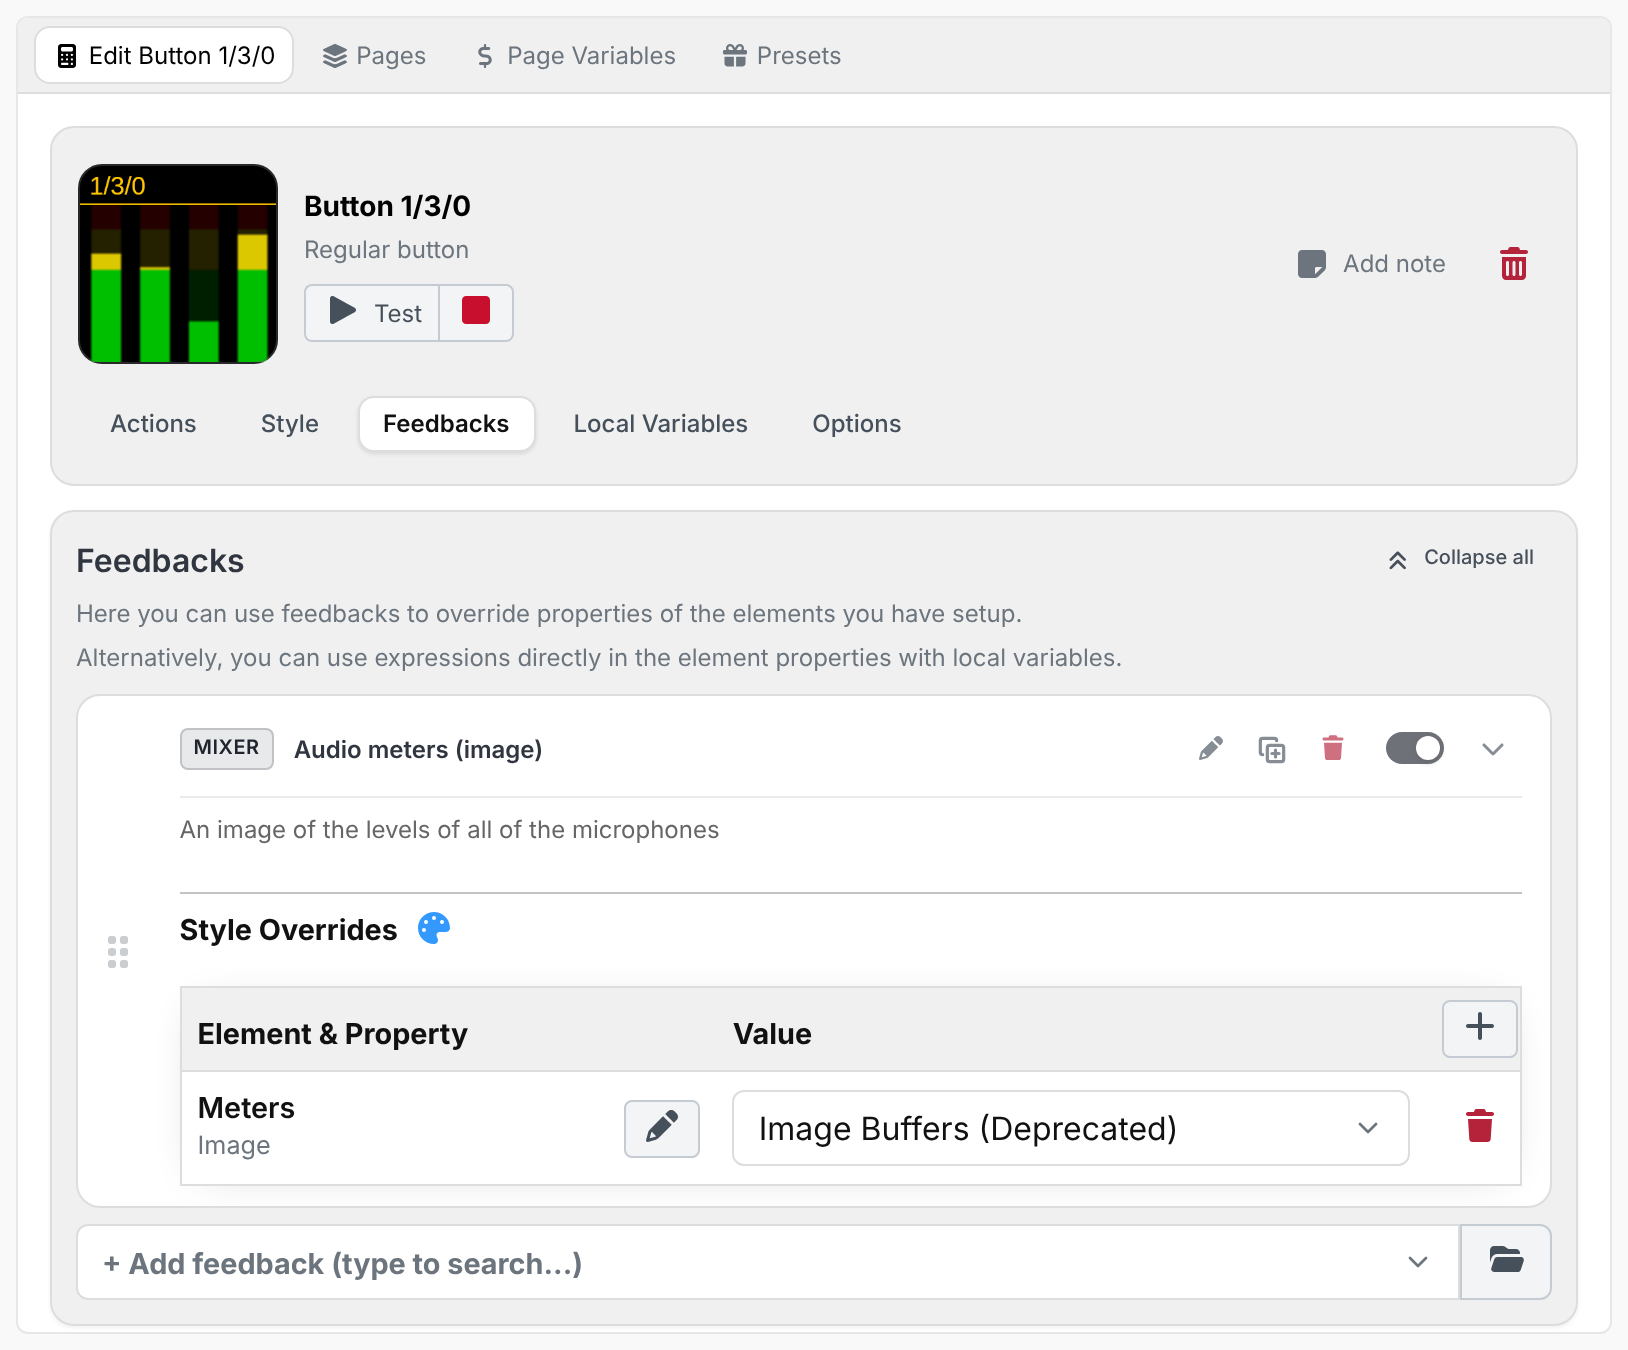 Edit Button 1/3/0
Pages
Page Variables
Presets
1/3/0
Button 1/3/0
Regular button
Test
Add note
Actions
Style
Feedbacks
Local Variables
Options
Feedbacks
Collapse all
Here you can use feedbacks to override properties of the elements you have setup.
Alternatively, you can use expressions directly in the element properties with local variables.
MIXER
Audio meters (image)
An image of the levels of all of the microphones
Style Overrides
Element & Property
Value
Meters
Image
Image Buffers (Deprecated)
+ Add feedback (type to search...)